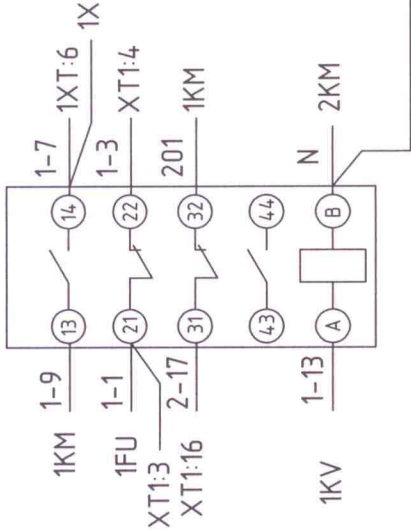 1KM 1-9 13 14 1-7 1XT:6
1X
1FU 1-1 21 22 1-3 XT1:4
XT1:3
XT1:16 2-17 31 32 201 1KM
43 44
1KV 1-13 A B N 2KM